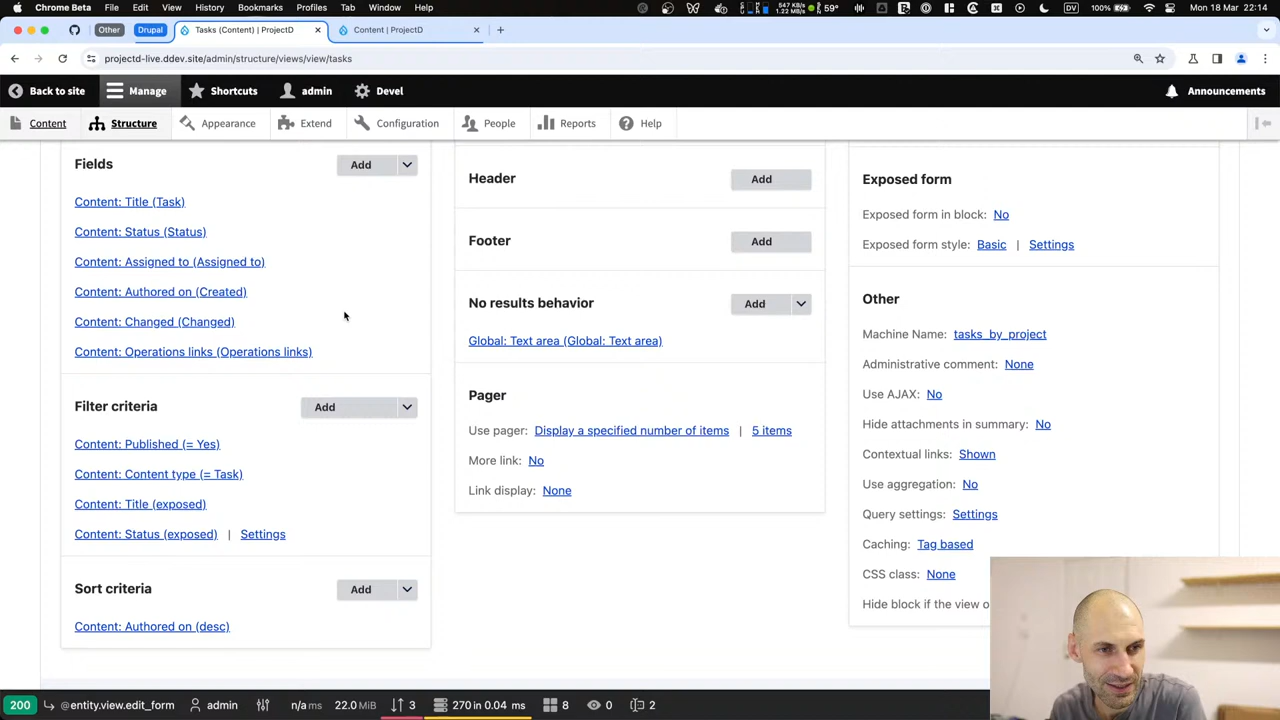 Chrome Beta File Edit View History Bookmarks Profiles Tab Window Help 547 KB/s 1.22 MB/s 59° DV 100% Mon 18 Mar 22:14
Other Drupal Tasks (Content) | ProjectD Content | ProjectD
projectd-live.ddev.site/admin/structure/views/view/tasks
Back to site Manage Shortcuts admin Devel Announcements
Content Structure Appearance Extend Configuration People Reports Help
Fields Add
Content: Title (Task)
Content: Status (Status)
Content: Assigned to (Assigned to)
Content: Authored on (Created)
Content: Changed (Changed)
Content: Operations links (Operations links)
Filter criteria Add
Content: Published (= Yes)
Content: Content type (= Task)
Content: Title (exposed)
Content: Status (exposed) | Settings
Sort criteria Add
Content: Authored on (desc)
Header Add
Footer Add
No results behavior Add
Global: Text area (Global: Text area)
Pager
Use pager: Display a specified number of items | 5 items
More link: No
Link display: None
Exposed form
Exposed form in block: No
Exposed form style: Basic | Settings
Other
Machine Name: tasks_by_project
Administrative comment: None
Use AJAX: No
Hide attachments in summary: No
Contextual links: Shown
Use aggregation: No
Query settings: Settings
Caching: Tag based
CSS class: None
Hide block if the view o
200 @entity.view.edit_form admin n/a ms 22.0 MiB 3 270 in 0.04 ms 8 0 2